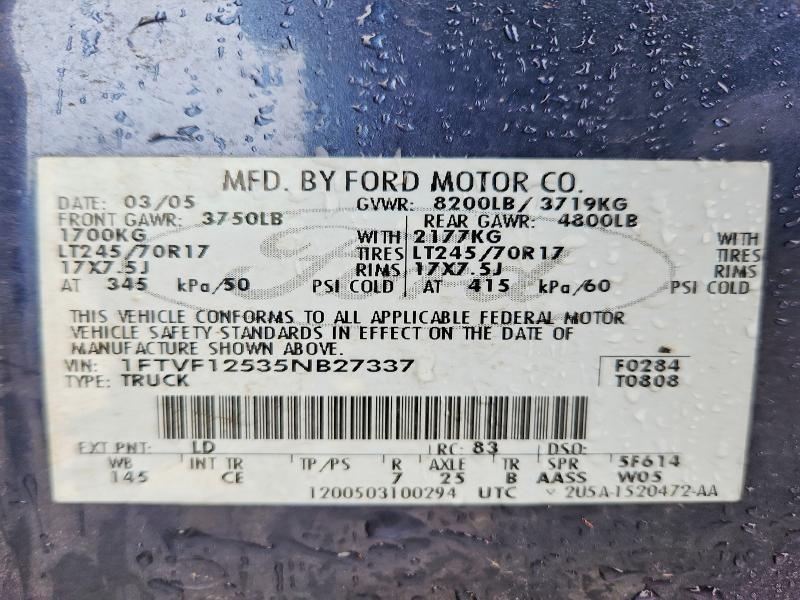 MFD. BY FORD MOTOR CO.
DATE: 03/05 GVWR: 8200LB/ 3719KG
FRONT GAWR: 3750LB REAR GAWR: 4800LB
1700KG WITH 2177KG WITH
LT245/70R17 TIRES LT245/70R17 TIRES
17X7.5J RIMS 17X7.5J RIMS
AT 345 kPa/50 PSI COLD AT 415 kPa/60 PSI COLD
Ford
THIS VEHICLE CONFORMS TO ALL APPLICABLE FEDERAL MOTOR
VEHICLE SAFETY STANDARDS IN EFFECT ON THE DATE OF
MANUFACTURE SHOWN ABOVE.
VIN: 1FTVF12535NB27337 F0284
TYPE: TRUCK T0808
EXT PNT: LD RC: 83 DSO:
WB INT TR TP/PS R AXLE TR SPR 5F614
145 CE 7 25 B AASS W05
1200503100294 UTC 2U5A-1520472-AA